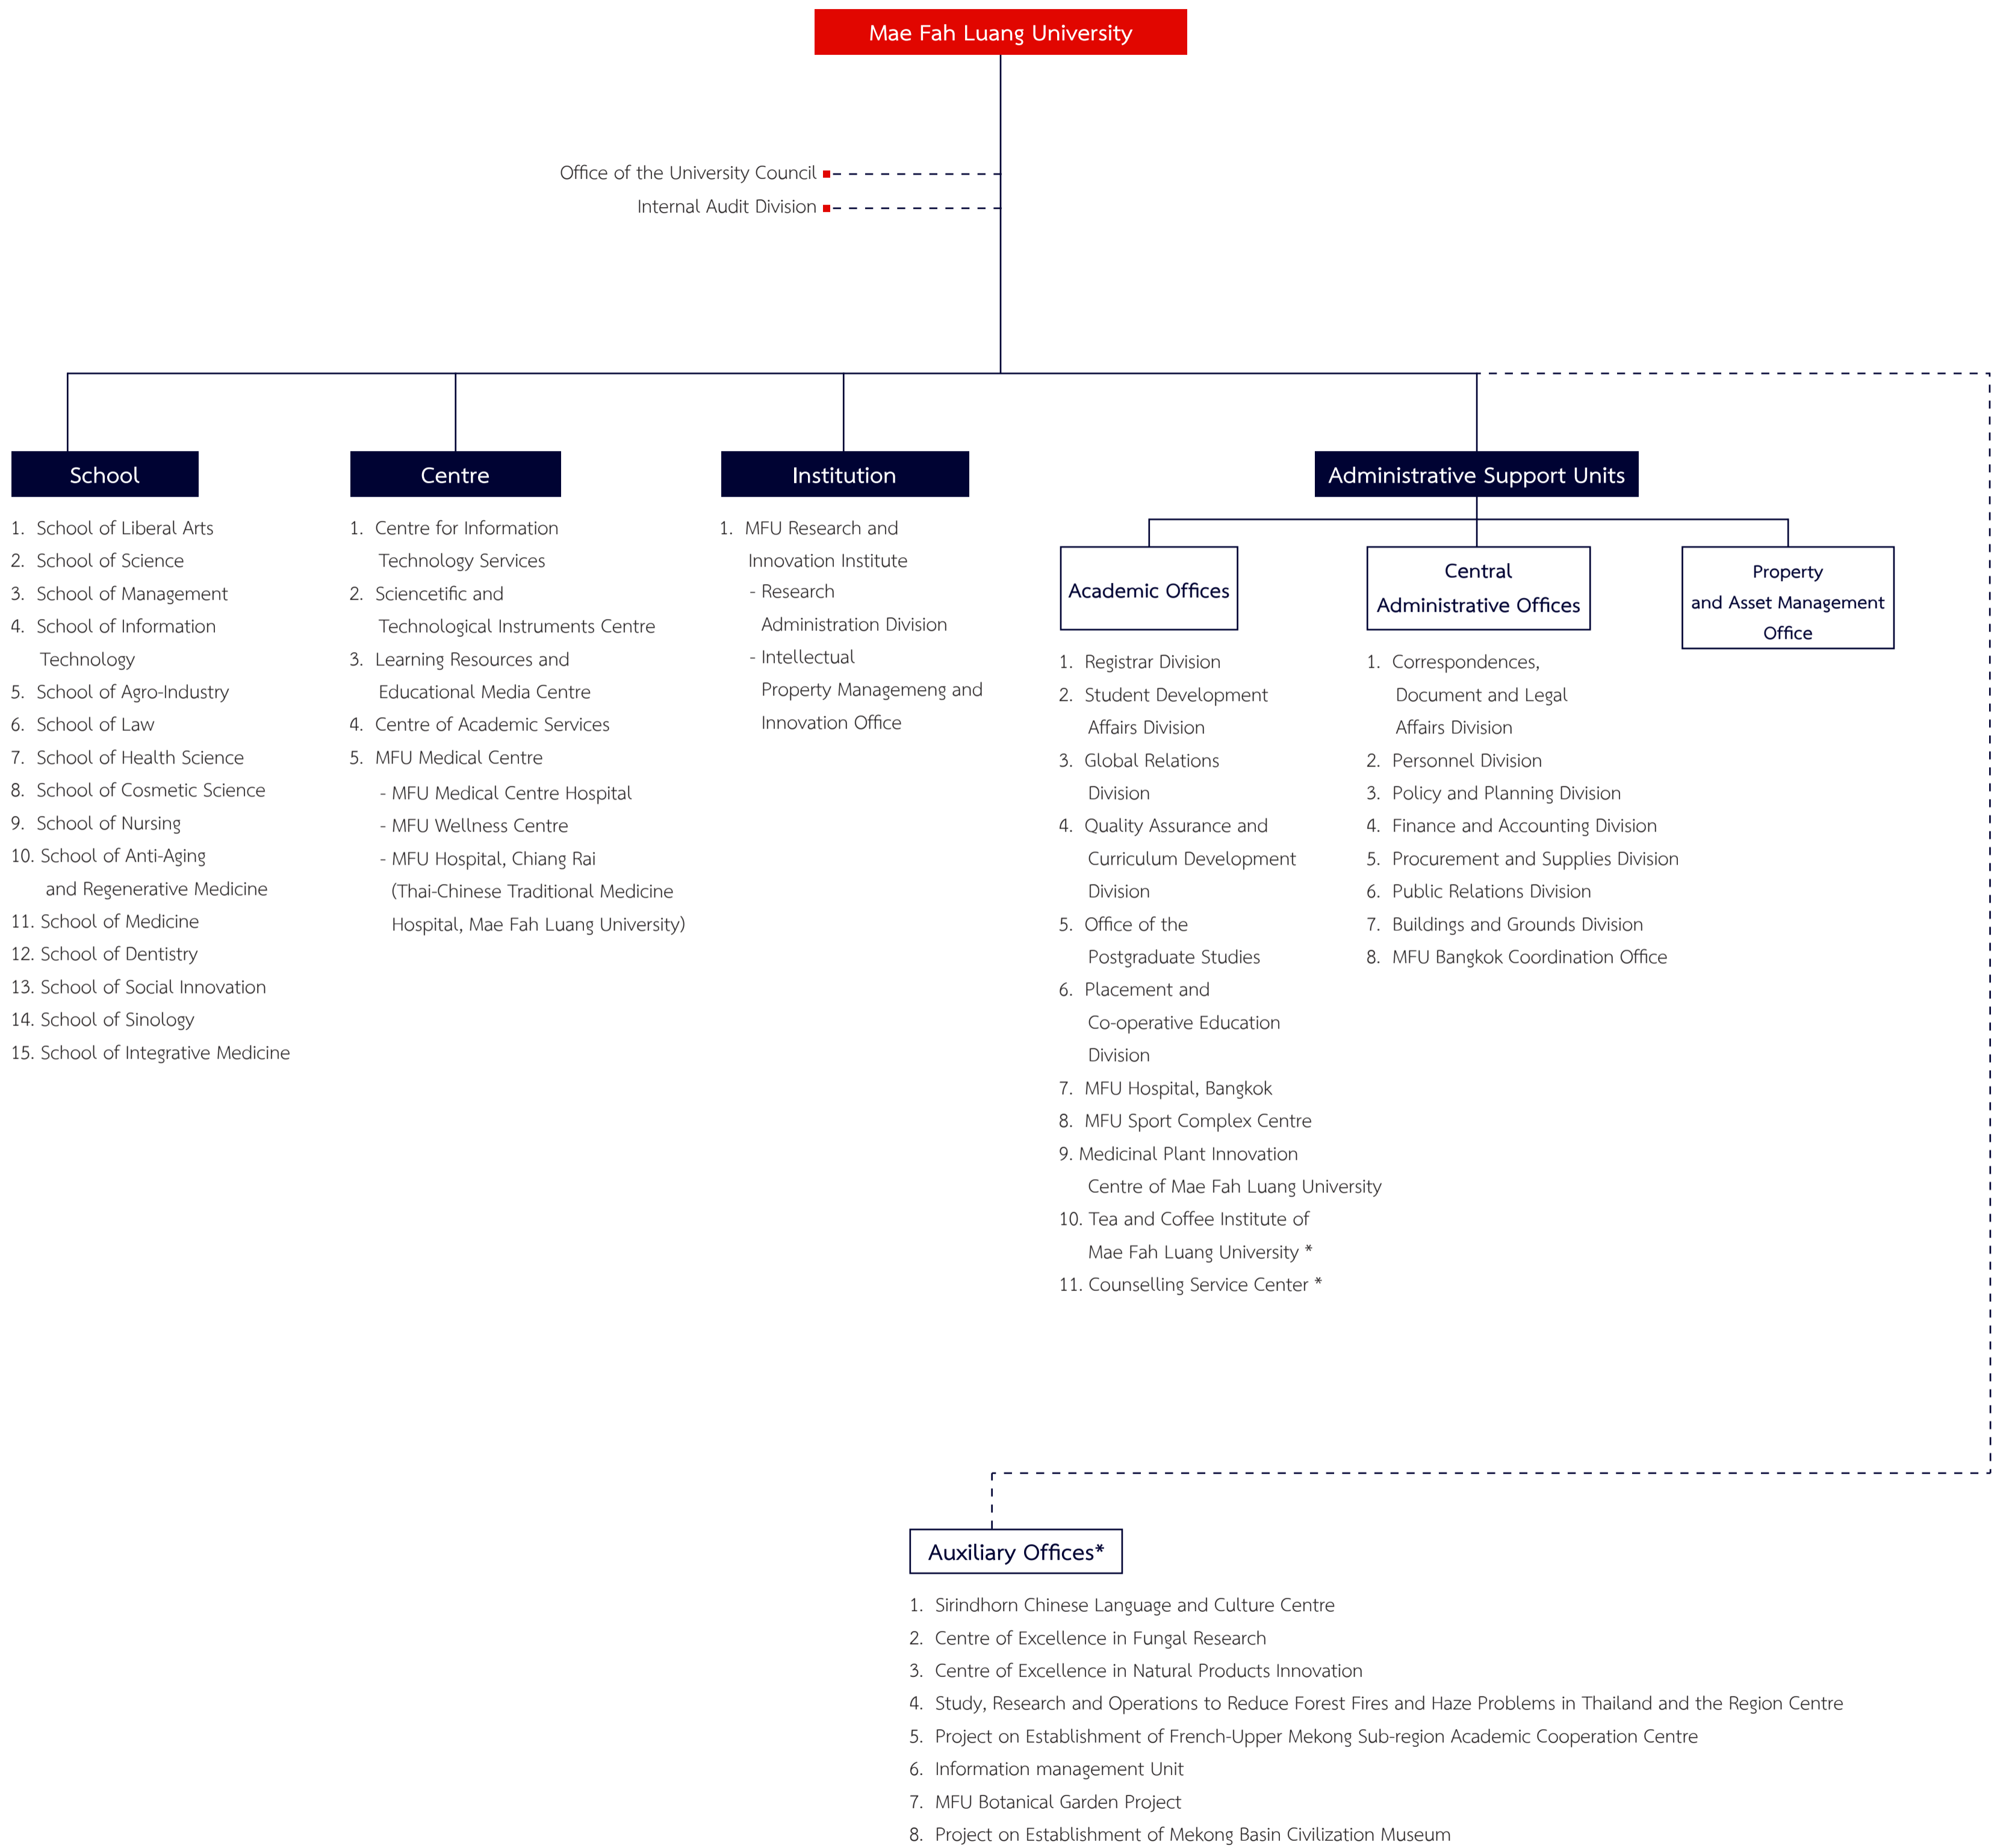 Mae Fah Luang University
Office of the University Council
Internal Audit Division
School
1. School of Liberal Arts
2. School of Science
3. School of Management
4. School of Information
Technology
5. School of Agro-Industry
6. School of Law
7. School of Health Science
8. School of Cosmetic Science
9. School of Nursing
10. School of Anti-Aging
and Regenerative Medicine
11. School of Medicine
12. School of Dentistry
13. School of Social Innovation
14. School of Sinology
15. School of Integrative Medicine
Centre
1. Centre for Information
Technology Services
2. Sciencetific and
Technological Instruments Centre
3. Learning Resources and
Educational Media Centre
4. Centre of Academic Services
5. MFU Medical Centre
- MFU Medical Centre Hospital
- MFU Wellness Centre
- MFU Hospital, Chiang Rai
(Thai-Chinese Traditional Medicine
Hospital, Mae Fah Luang University)
Institution
1. MFU Research and
Innovation Institute
- Research
Administration Division
- Intellectual
Property Managemeng and
Innovation Office
Administrative Support Units
Academic Offices
1. Registrar Division
2. Student Development
Affairs Division
3. Global Relations
Division
4. Quality Assurance and
Curriculum Development
Division
5. Office of the
Postgraduate Studies
6. Placement and
Co-operative Education
Division
7. MFU Hospital, Bangkok
8. MFU Sport Complex Centre
9. Medicinal Plant Innovation
Centre of Mae Fah Luang University
10. Tea and Coffee Institute of
Mae Fah Luang University *
11. Counselling Service Center *
Central
Administrative Offices
1. Correspondences,
Document and Legal
Affairs Division
2. Personnel Division
3. Policy and Planning Division
4. Finance and Accounting Division
5. Procurement and Supplies Division
6. Public Relations Division
7. Buildings and Grounds Division
8. MFU Bangkok Coordination Office
Property
and Asset Management
Office
Auxiliary Offices*
1. Sirindhorn Chinese Language and Culture Centre
2. Centre of Excellence in Fungal Research
3. Centre of Excellence in Natural Products Innovation
4. Study, Research and Operations to Reduce Forest Fires and Haze Problems in Thailand and the Region Centre
5. Project on Establishment of French-Upper Mekong Sub-region Academic Cooperation Centre
6. Information management Unit
7. MFU Botanical Garden Project
8. Project on Establishment of Mekong Basin Civilization Museum